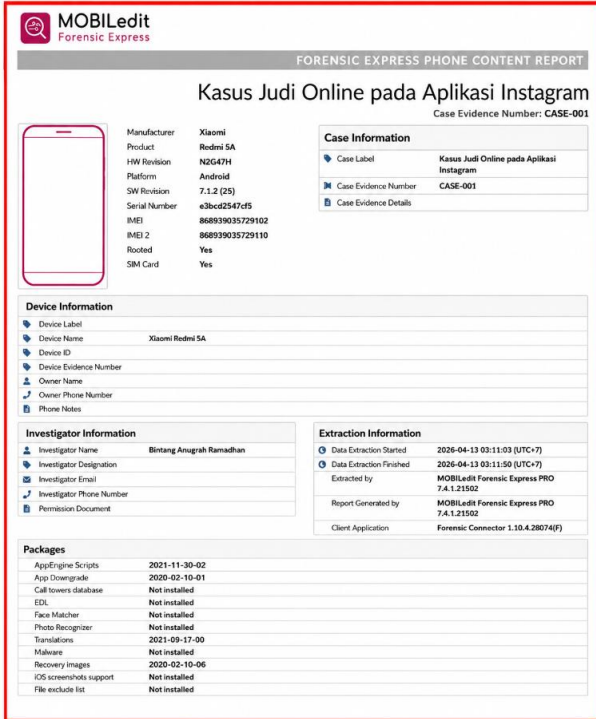 MOBILedit
Forensic Express
FORENSIC EXPRESS PHONE CONTENT REPORT
Kasus Judi Online pada Aplikasi Instagram
Case Evidence Number: CASE-001
Manufacturer Xiaomi
Product Redmi 5A
HW Revision N2G47H
Platform Android
SW Revision 7.1.2 (25)
Serial Number e3bcd2547cf5
IMEI 868939035729102
IMEI 2 868939035729110
Rooted Yes
SIM Card Yes
Case Information
Case Label Kasus Judi Online pada Aplikasi
Instagram
Case Evidence Number CASE-001
Case Evidence Details
Device Information
Device Label
Device Name Xiaomi Redmi 5A
Device ID
Device Evidence Number
Owner Name
Owner Phone Number
Phone Notes
Investigator Information
Investigator Name Bintang Anugrah Ramadhan
Investigator Designation
Investigator Email
Investigator Phone Number
Permission Document
Extraction Information
Data Extraction Started 2026-04-13 03:11:03 (UTC+7)
Data Extraction Finished 2026-04-13 03:11:50 (UTC+7)
Extracted by MOBILedit Forensic Express PRO
7.4.1.21502
Report Generated by MOBILedit Forensic Express PRO
7.4.1.21502
Client Application Forensic Connector 1.10.4.28074(F)
Packages
AppEngine Scripts 2021-11-30-02
App Downgrade 2020-02-10-01
Call towers database Not installed
EDL Not installed
Face Matcher Not installed
Photo Recognizer Not installed
Translations 2021-09-17-00
Malware Not installed
Recovery images 2020-02-10-06
iOS screenshots support Not installed
File exclude list Not installed